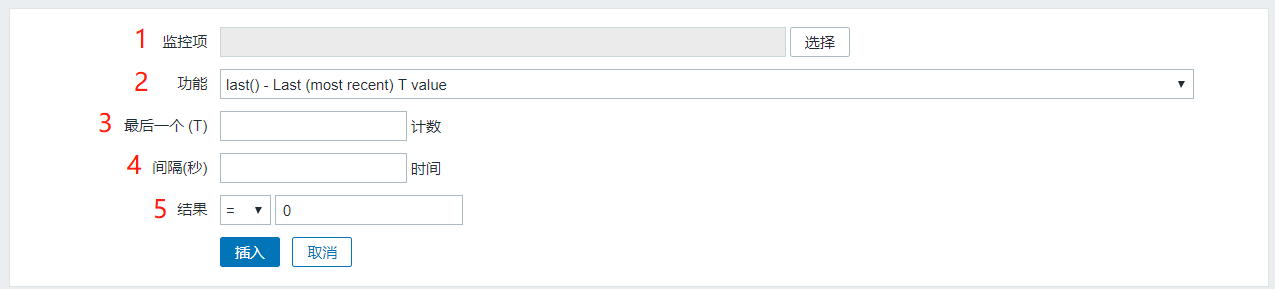 1 监控项 选择
2 功能 last() - Last (most recent) T value
3 最后一个 (T) 计数
4 间隔(秒) 时间
5 结果 = 0
插入 取消